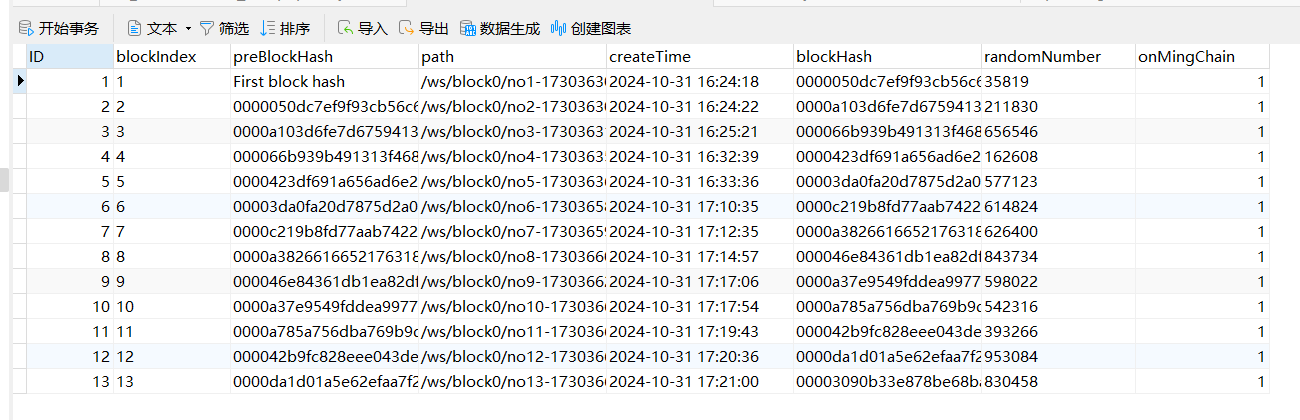 开始事务 文本 筛选 排序 导入 导出 数据生成 创建图表
ID blockIndex preBlockHash path createTime blockHash randomNumber onMingChain
1 1 First block hash /ws/block0/no1-1730363 2024-10-31 16:24:18 0000050dc7ef9f93cb56c6 35819 1
2 2 0000050dc7ef9f93cb56c6 /ws/block0/no2-1730363 2024-10-31 16:24:22 0000a103d6fe7d6759413 211830 1
3 3 0000a103d6fe7d6759413 /ws/block0/no3-1730363 2024-10-31 16:25:21 000066b939b491313f468 656546 1
4 4 000066b939b491313f468 /ws/block0/no4-1730363 2024-10-31 16:32:39 0000423df691a656ad6e2 162608 1
5 5 0000423df691a656ad6e2 /ws/block0/no5-1730363 2024-10-31 16:33:36 00003da0fa20d7875d2a0 577123 1
6 6 00003da0fa20d7875d2a0 /ws/block0/no6-1730365 2024-10-31 17:10:35 0000c219b8fd77aab7422 614824 1
7 7 0000c219b8fd77aab7422 /ws/block0/no7-1730365 2024-10-31 17:12:35 0000a3826616652176318 626400 1
8 8 0000a3826616652176318 /ws/block0/no8-1730366 2024-10-31 17:14:57 000046e84361db1ea82df 843734 1
9 9 000046e84361db1ea82df /ws/block0/no9-1730366 2024-10-31 17:17:06 0000a37e9549fddea9977 598022 1
10 10 0000a37e9549fddea9977 /ws/block0/no10-173036 2024-10-31 17:17:54 0000a785a756dba769b9c 542316 1
11 11 0000a785a756dba769b9c /ws/block0/no11-173036 2024-10-31 17:19:43 000042b9fc828eee043de 393266 1
12 12 000042b9fc828eee043de /ws/block0/no12-173036 2024-10-31 17:20:36 0000da1d01a5e62efaa7f2 953084 1
13 13 0000da1d01a5e62efaa7f2 /ws/block0/no13-173036 2024-10-31 17:21:00 00003090b33e878be68b 830458 1